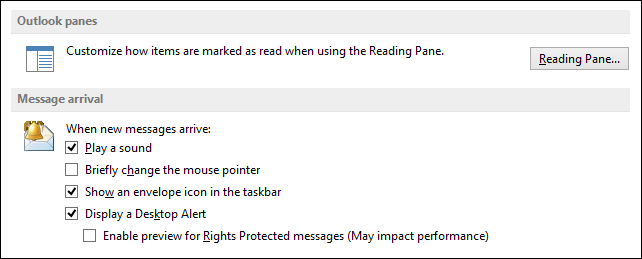 Outlook panes
Customize how items are marked as read when using the Reading Pane.
Reading Pane...
Message arrival
When new messages arrive:
Play a sound
Briefly change the mouse pointer
Show an envelope icon in the taskbar
Display a Desktop Alert
Enable preview for Rights Protected messages (May impact performance)